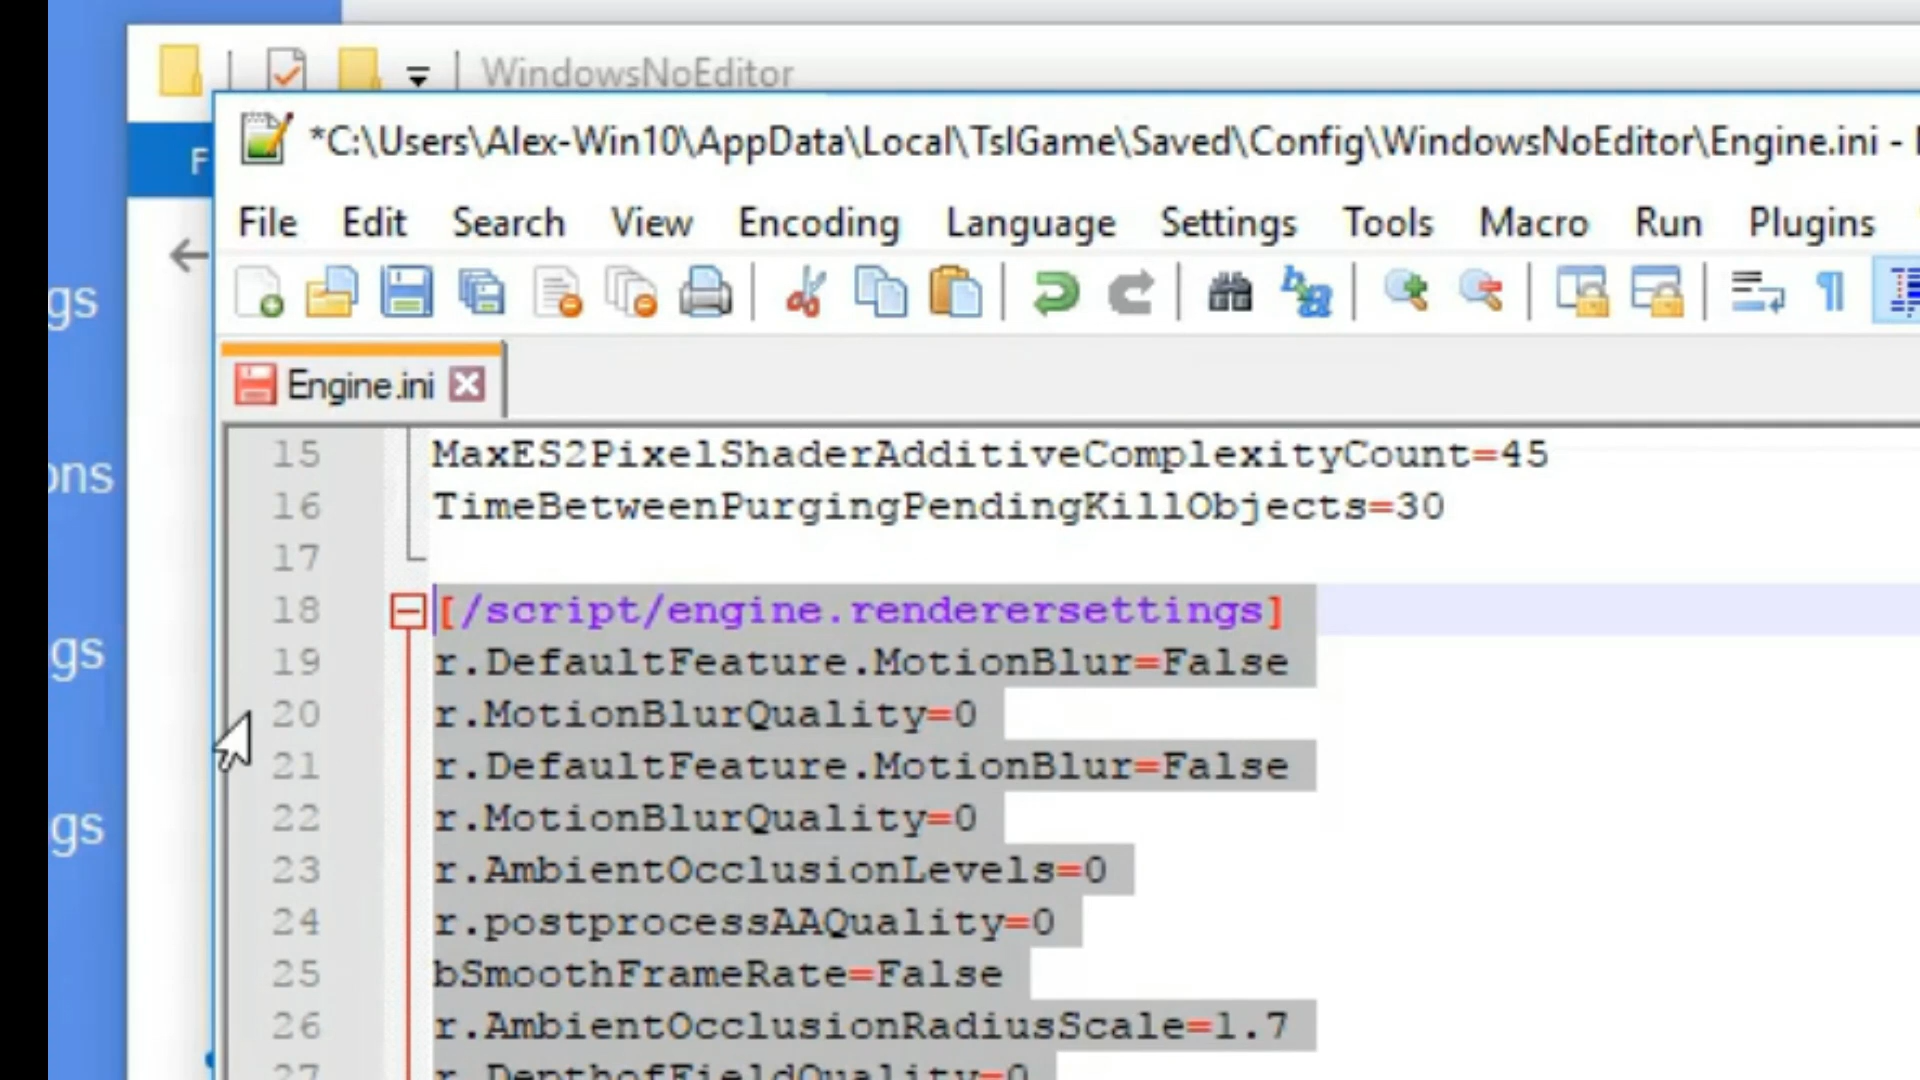 WindowsNoEditor
*C:\Users\Alex-Win10\AppData\Local\TslGame\Saved\Config\WindowsNoEditor\Engine.ini -
F
File Edit Search View Encoding Language Settings Tools Macro Run Plugins
gs
ons
gs
gs
Engine.ini
15 MaxES2PixelShaderAdditiveComplexityCount=45
16 TimeBetweenPurgingPendingKillObjects=30
17
18 [/script/engine.renderersettings]
19 r.DefaultFeature.MotionBlur=False
20 r.MotionBlurQuality=0
21 r.DefaultFeature.MotionBlur=False
22 r.MotionBlurQuality=0
23 r.AmbientOcclusionLevels=0
24 r.postprocessAAQuality=0
25 bSmoothFrameRate=False
26 r.AmbientOcclusionRadiusScale=1.7
27 r.DepthofFieldQuality=0